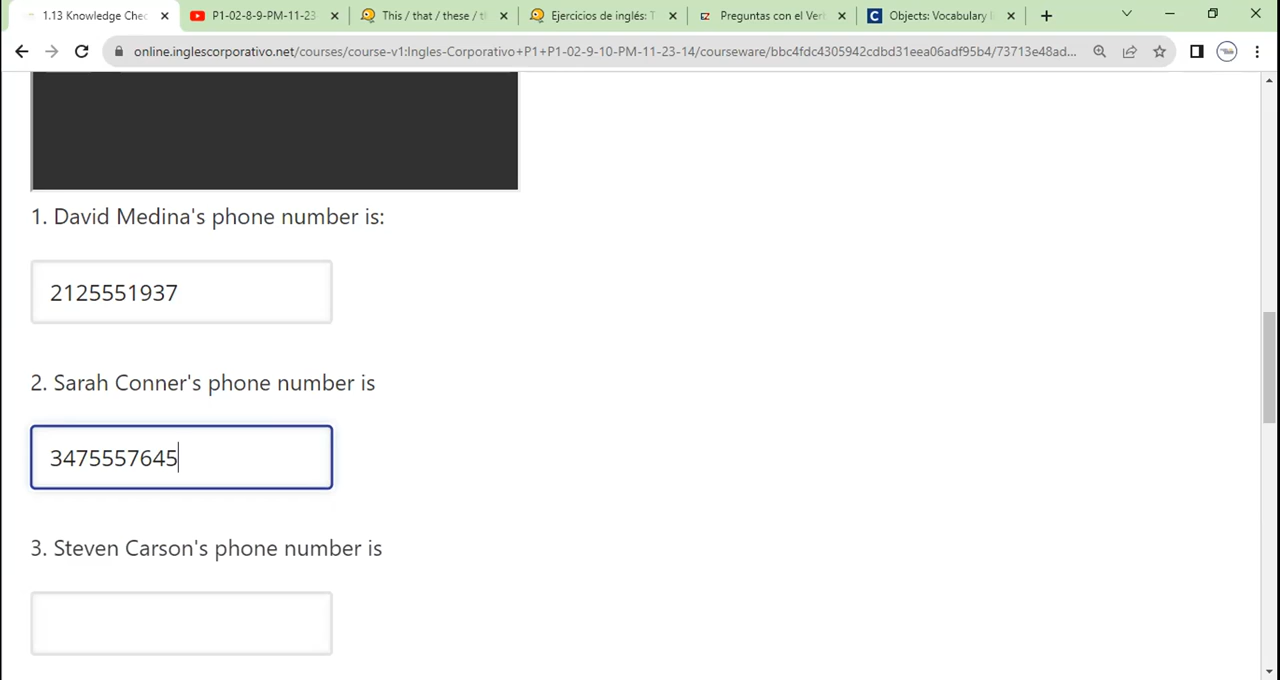 1.13 Knowledge Chec
P1-02-8-9-PM-11-23
This / that / these / th
Ejercicios de inglés: T
Preguntas con el Verb
Objects: Vocabulary
online.inglescorporativo.net/courses/course-v1:Ingles-Corporativo+P1+P1-02-9-10-PM-11-23-14/courseware/bbc4fdc4305942cdbd31eea06adf95b4/73713e48ad...
1. David Medina's phone number is:
2125551937
2. Sarah Conner's phone number is
3475557645
3. Steven Carson's phone number is